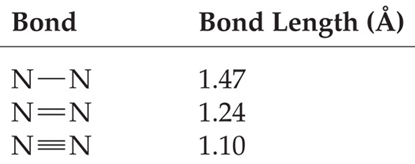 Bond Bond Length (Å)
N—N 1.47
N=N 1.24
N≡N 1.10